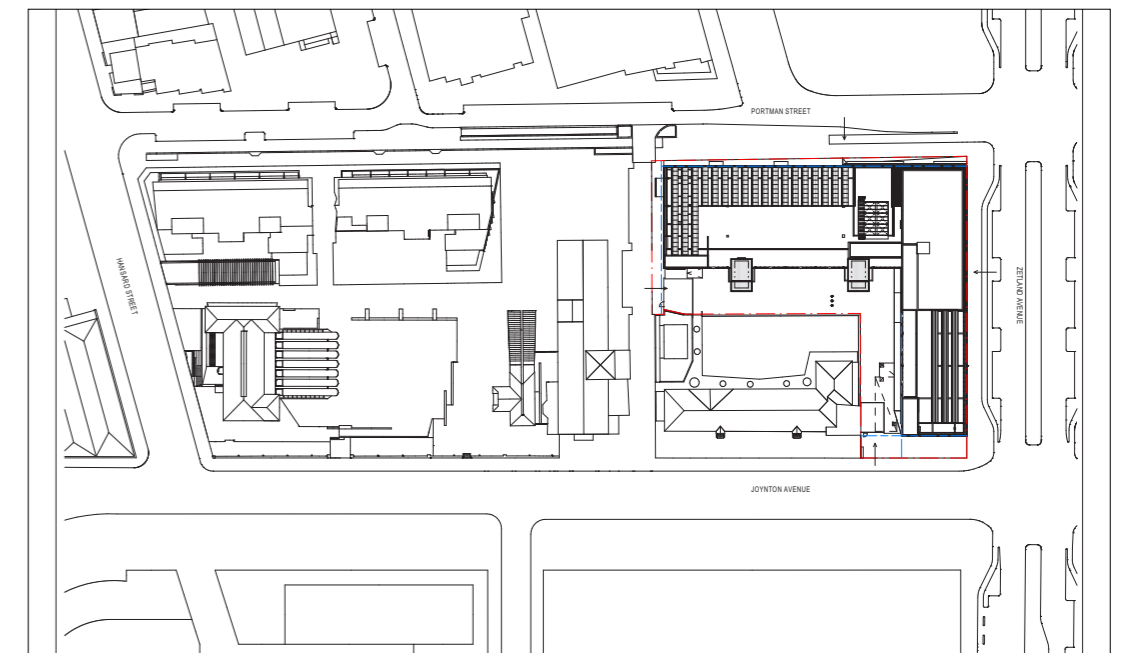 PORTMAN STREET
HANSARD STREET
ZETLAND AVENUE
JOYNTON AVENUE